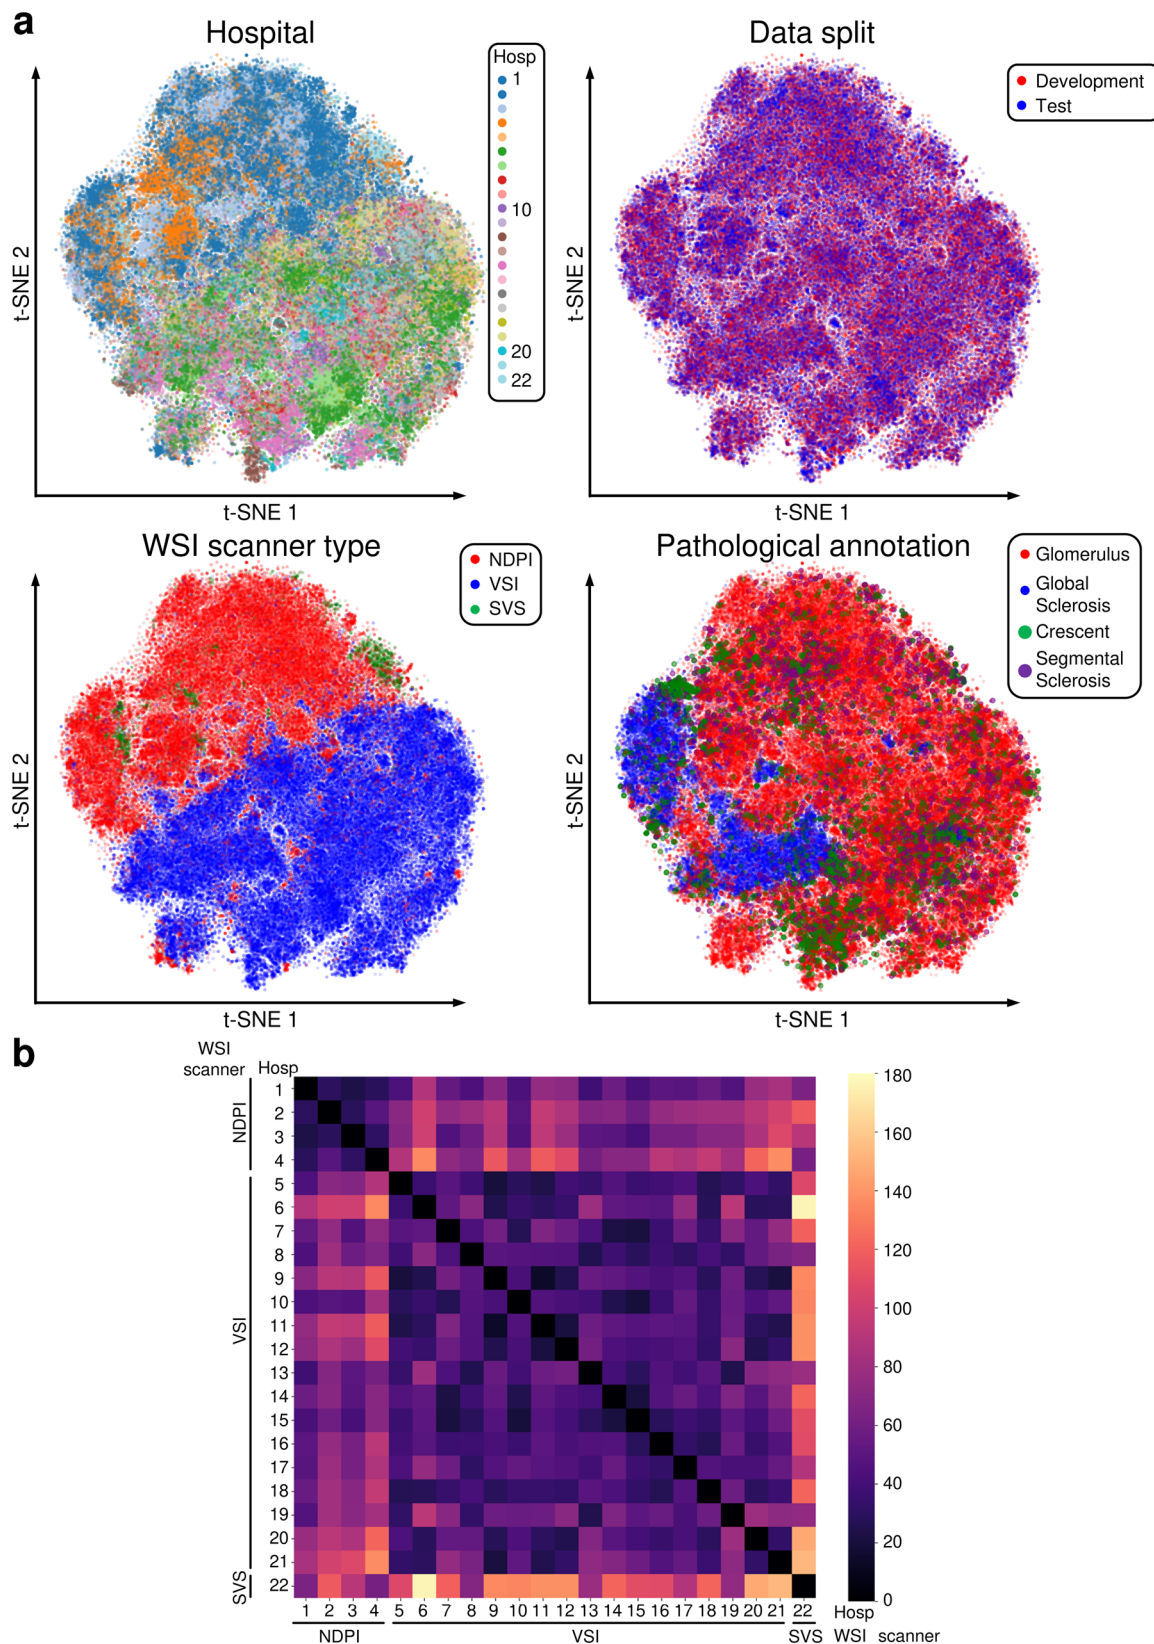 a
Hospital
Hosp
1
10
20
22
t-SNE 2
t-SNE 1
Data split
Development
Test
t-SNE 2
t-SNE 1
WSI scanner type
NDPI
VSI
SVS
t-SNE 2
t-SNE 1
Pathological annotation
Glomerulus
Global
Sclerosis
Crescent
Segmental
Sclerosis
t-SNE 2
t-SNE 1
b
WSI
scanner
Hosp
NDPI
VSI
SVS
1
2
3
4
5
6
7
8
9
10
11
12
13
14
15
16
17
18
19
20
21
22
1 2 3 4 5 6 7 8 9 10 11 12 13 14 15 16 17 18 19 20 21 22
Hosp
NDPI VSI SVS WSI scanner
180
160
140
120
100
80
60
40
20
0